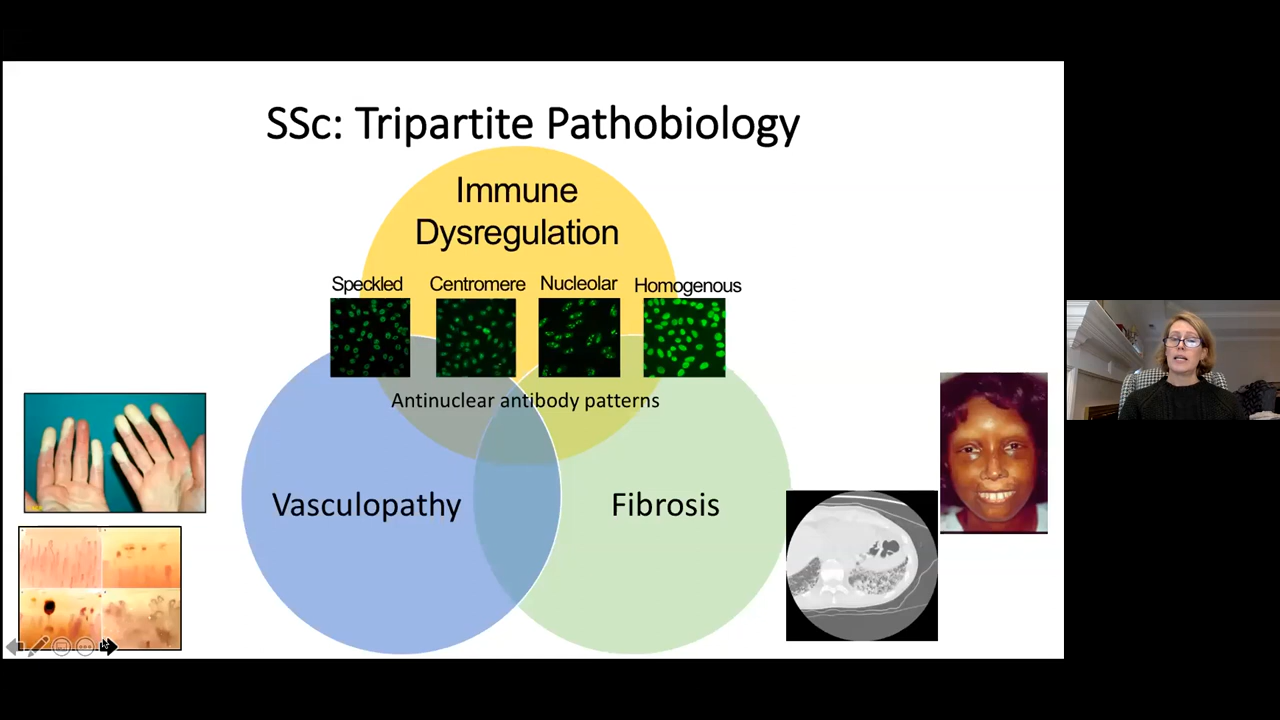 SSc: Tripartite Pathobiology
Immune
Dysregulation
Speckled
Centromere
Nucleolar
Homogenous
Antinuclear antibody patterns
Vasculopathy
Fibrosis